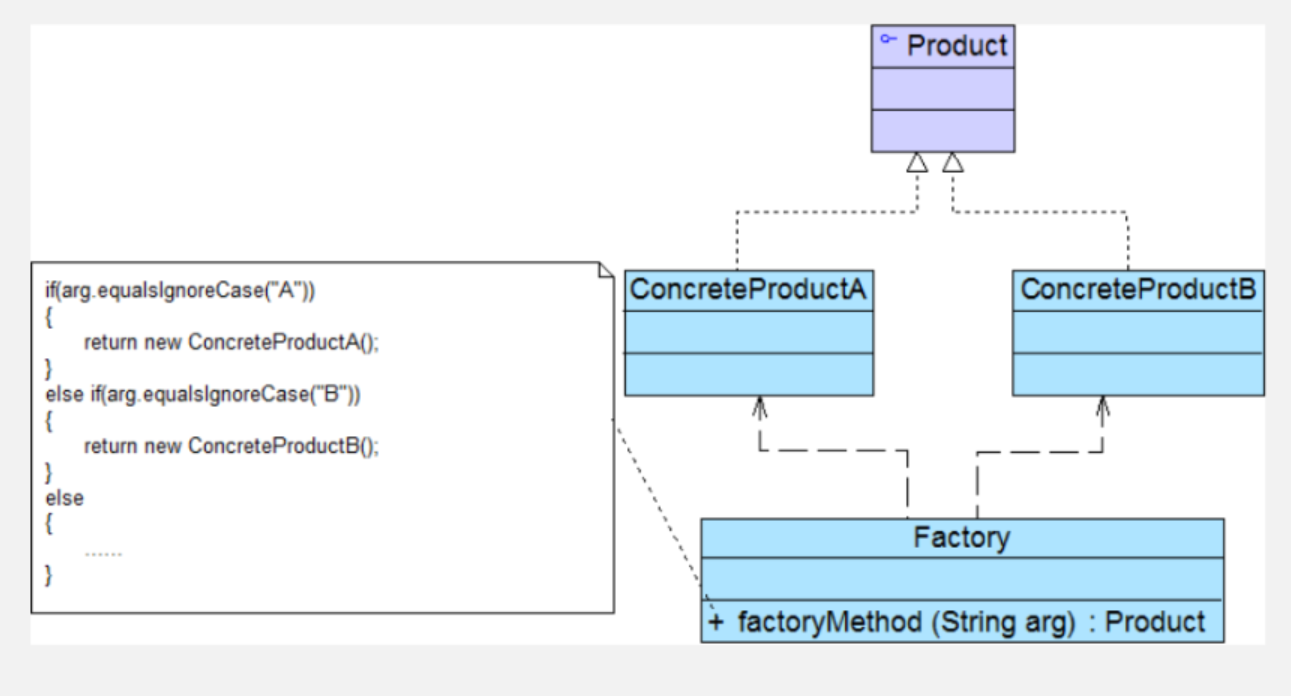 Product
ConcreteProductA
ConcreteProductB
if(arg.equalsIgnoreCase("A"))
{
return new ConcreteProductA();
}
else if(arg.equalsIgnoreCase("B"))
{
return new ConcreteProductB();
}
else
{
......
}
Factory
+ factoryMethod (String arg) : Product